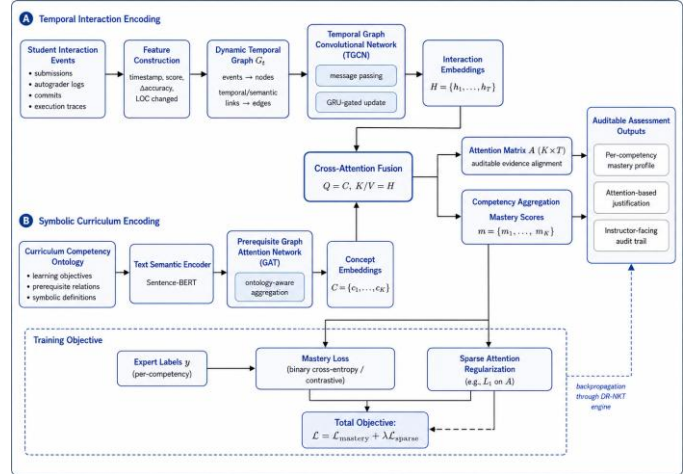 A Temporal Interaction Encoding
Student Interaction
Events
• submissions
• autograder logs
• commits
• execution traces
Feature
Construction
timestamp, score,
Δaccuracy,
LOC changed
Dynamic Temporal
Graph G_t
events → nodes
temporal/semantic
links → edges
Temporal Graph
Convolutional Network
(TGCN)
message passing
GRU-gated update
Interaction
Embeddings
H = {h_1, . . . , h_T}
Cross-Attention Fusion
Q = C, K/V = H
Attention Matrix A (K×T)
auditable evidence alignment
Competency Aggregation
Mastery Scores
m = {m_1, . . . , m_K}
Auditable Assessment
Outputs
Per-competency
mastery profile
Attention-based
justification
Instructor-facing
audit trail
B Symbolic Curriculum Encoding
Curriculum Competency
Ontology
• learning objectives
• prerequisite relations
• symbolic definitions
Text Semantic Encoder
Sentence-BERT
Prerequisite Graph
Attention Network
(GAT)
ontology-aware
aggregation
Concept
Embeddings
C = {c_1, . . . , c_K}
Training Objective
Expert Labels y
(per-competency)
Mastery Loss
(binary cross-entropy /
contrastive)
Sparse Attention
Regularization
(e.g., L_1 on A)
Total Objective:
ℒ = ℒ_mastery + λℒ_sparse
backpropagation
through DR-NKT
engine